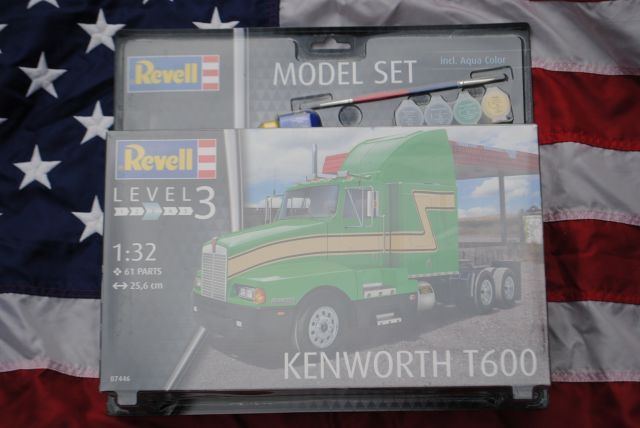 Revell
MODEL SET
incl. Aqua Color
Revell
LEVEL 3
1:32
61 PARTS
25,6 cm
07446
KENWORTH T600